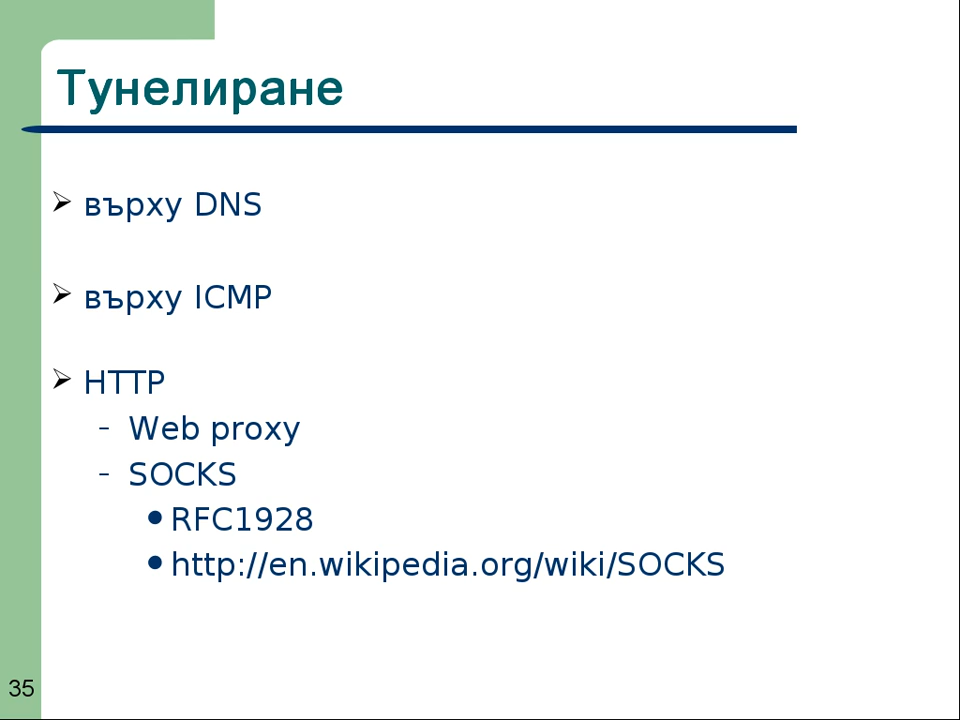 Тунелиране
върху DNS
върху ICMP
HTTP
– Web proxy
– SOCKS
RFC1928
http://en.wikipedia.org/wiki/SOCKS
35